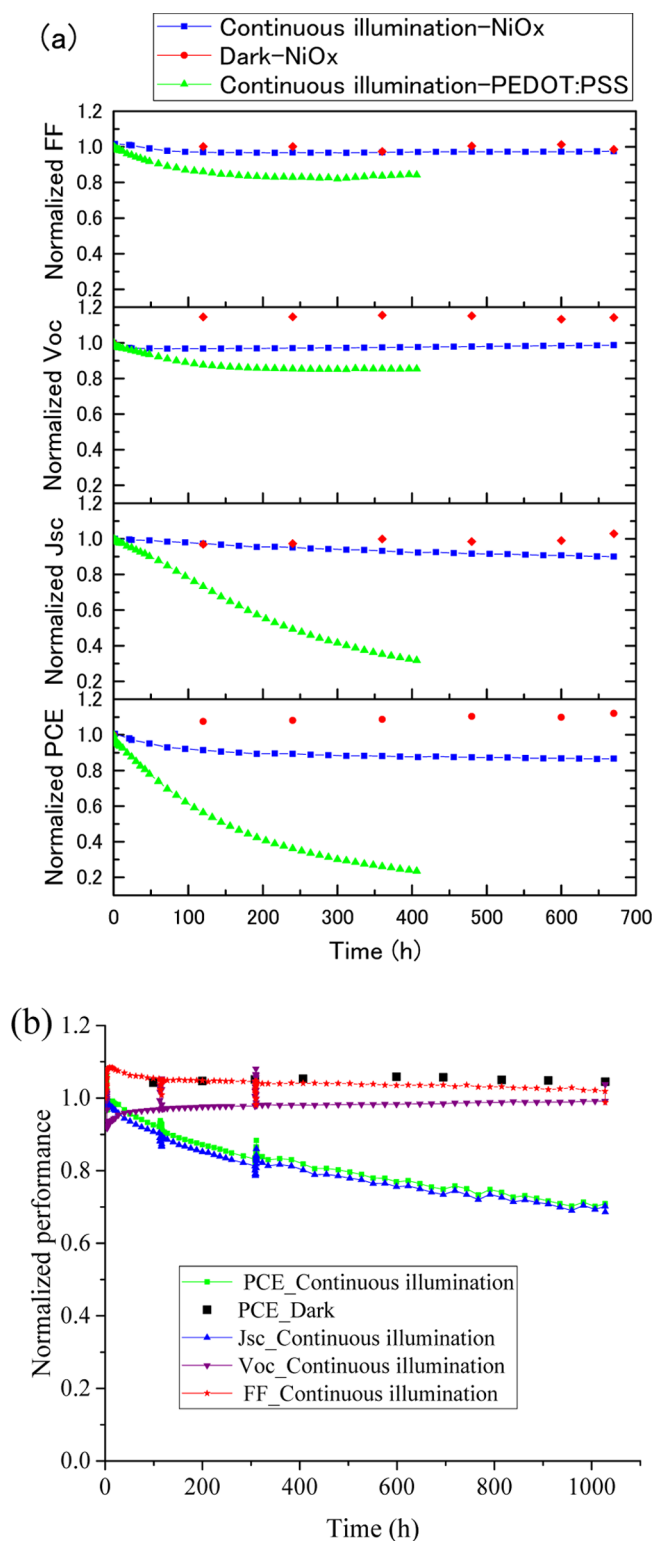 (a)
Continuous illumination-NiOx
Dark-NiOx
Continuous illumination-PEDOT:PSS
1.2
1.0
0.8
0.6
0.4
0.2
Normalized FF
1.2
1.0
0.8
0.6
0.4
0.2
Normalized Voc
1.2
1.0
0.8
0.6
0.4
0.2
Normalized Jsc
1.2
1.0
0.8
0.6
0.4
0.2
Normalized PCE
0 100 200 300 400 500 600 700
Time (h)
(b)
1.2
1.0
0.8
0.6
0.4
0.2
0.0
Normalized performance
PCE_Continuous illumination
PCE_Dark
Jsc_Continuous illumination
Voc_Continuous illumination
FF_Continuous illumination
0 200 400 600 800 1000
Time (h)